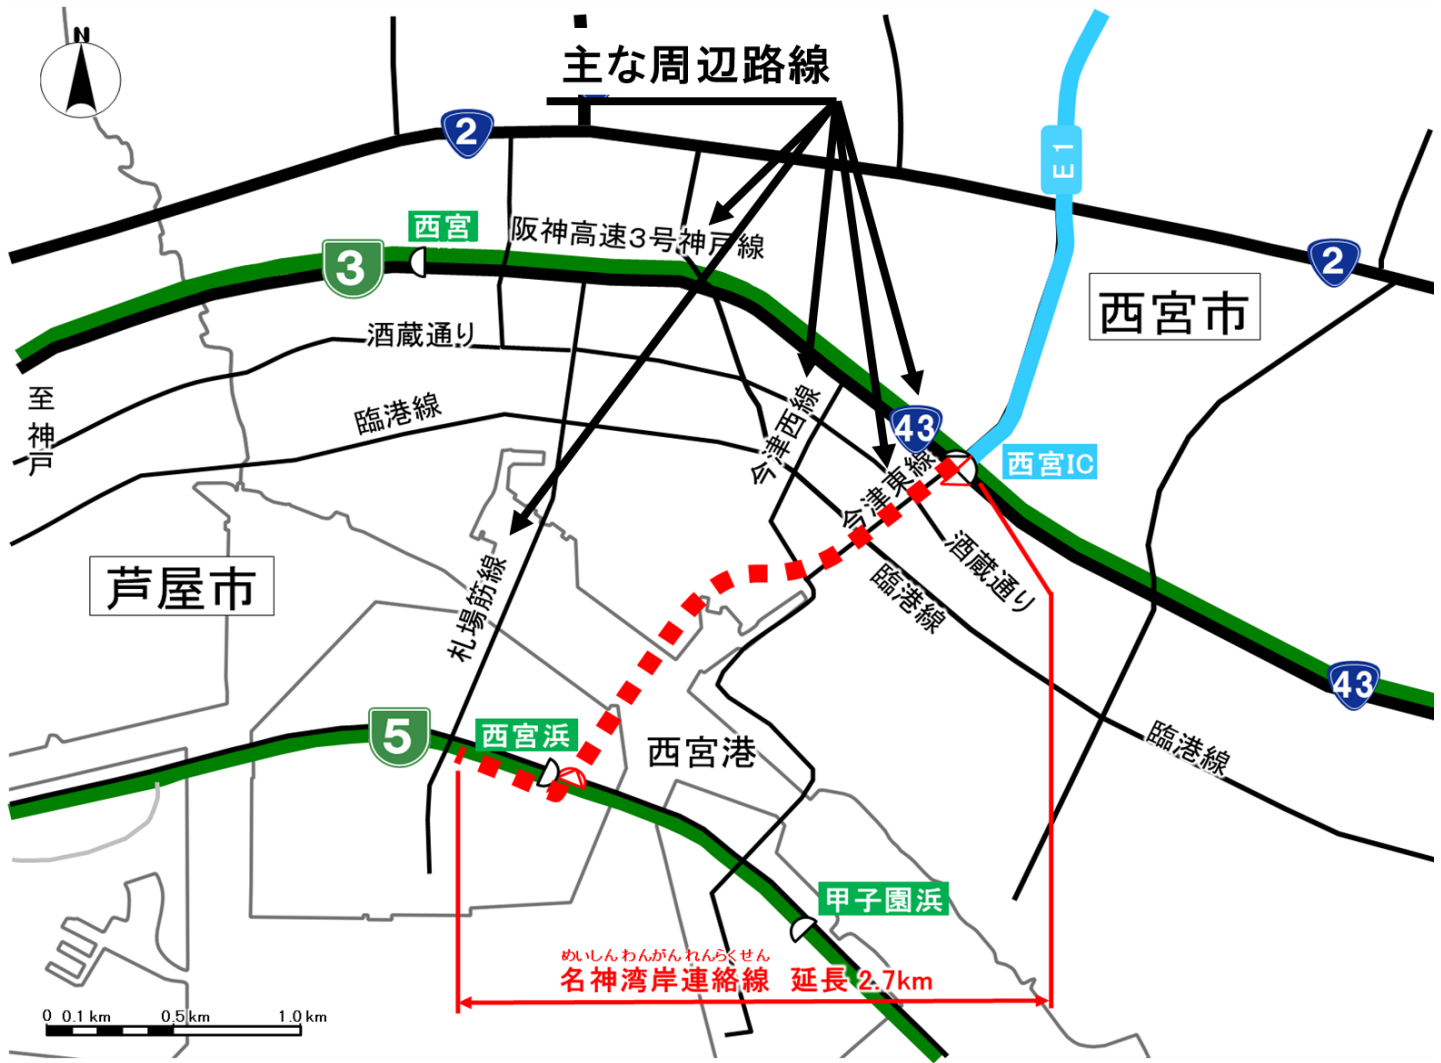 N
主な周辺路線
2
E1
西宮
阪神高速3号神戸線
3
2
西宮市
酒蔵通り
至神戸
臨港線
今津西線
43
西宮IC
今津東線
酒蔵通り
臨港線
芦屋市
札場筋線
43
5
西宮浜
西宮港
臨港線
甲子園浜
めいしんわんがんれんらくせん
名神湾岸連絡線 延長 2.7km
0 0.1 km 0.5 km 1.0 km